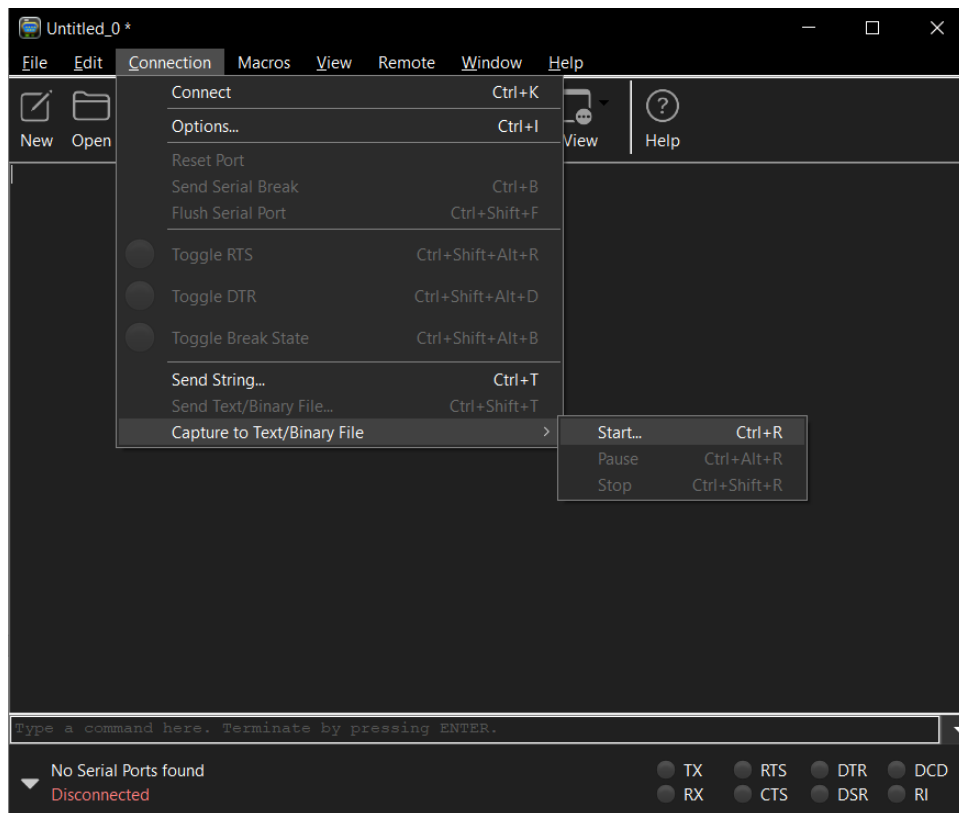 Untitled_0 *
File Edit Connection Macros View Remote Window Help
New Open View Help
Connect Ctrl+K
Options... Ctrl+I
Reset Port
Send Serial Break Ctrl+B
Flush Serial Port Ctrl+Shift+F
Toggle RTS Ctrl+Shift+Alt+R
Toggle DTR Ctrl+Shift+Alt+D
Toggle Break State Ctrl+Shift+Alt+B
Send String... Ctrl+T
Send Text/Binary File... Ctrl+Shift+T
Capture to Text/Binary File >
Start... Ctrl+R
Pause Ctrl+Alt+R
Stop Ctrl+Shift+R
Type a command here. Terminate by pressing ENTER.
No Serial Ports found
Disconnected
TX RTS DTR DCD
RX CTS DSR RI